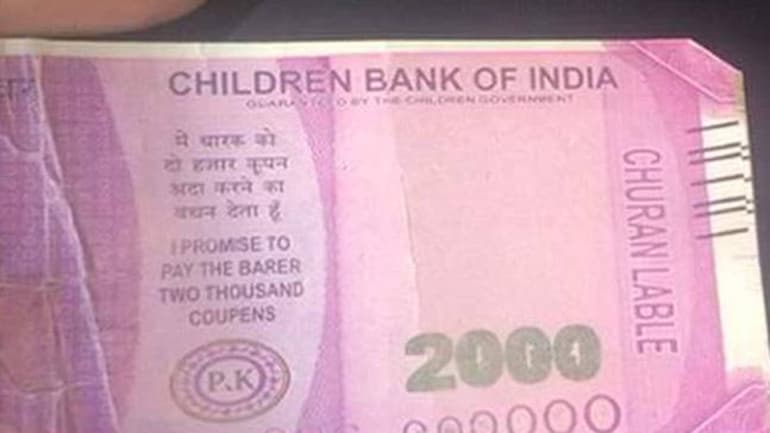 CHILDREN BANK OF INDIA
GUARANTEED BY THE CHILDREN GOVERNMENT
मे धारक को
दो हजार कूपन
अदा करने का
वचन देता हूँ
I PROMISE TO
PAY THE BARER
TWO THOUSAND
COUPENS
P.K
2000
000000
CHURAN LABLE